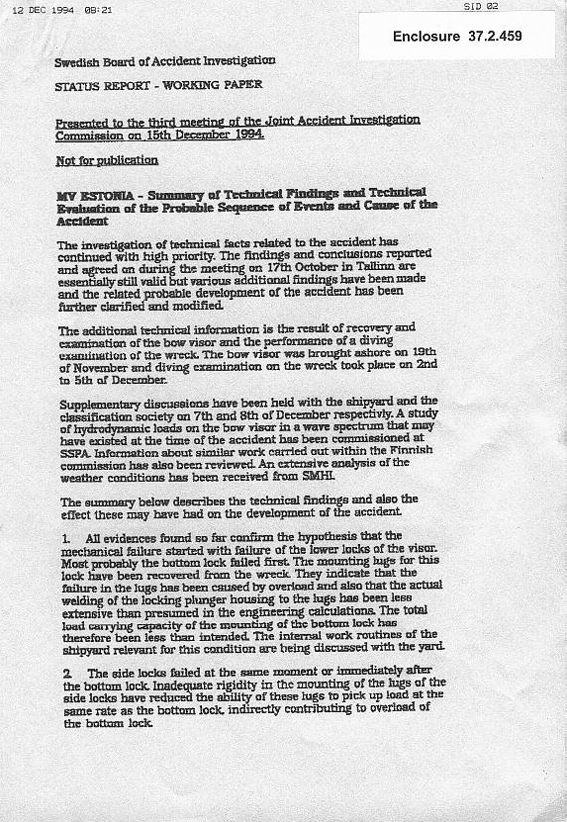 12 DEC 1994 08:21
SID 02
Enclosure 37.2.459
Swedish Board of Accident Investigation
STATUS REPORT - WORKING PAPER
Presented to the third meeting of the Joint Accident Investigation
Commission on 15th December 1994.
Not for publication
MV ESTONIA - Summary of Technical Findings and Technical
Evaluation of the Probable Sequence of Events and Cause of the
Accident
The investigation of technical facts related to the accident has
continued with high priority. The findings and conclusions reported
and agreed on during the meeting on 17th October in Tallinn are
essentially still valid but various additional findings have been made
and the related probable development of the accident has been
further clarified and modified.
The additional technical information is the result of recovery and
examination of the bow visor and the performance of a diving
examination of the wreck. The bow visor was brought ashore on 19th
of November and diving examination on the wreck took place on 2nd
to 5th of December.
Supplementary discussions have been held with the shipyard and the
classification society on 7th and 8th of December respectivly. A study
of hydrodynamic loads on the bow visor in a wave spectrum that may
have existed at the time of the accident has been commissioned at
SSPA. Information about similar work carried out within the Finnish
commission has also been reviewed. An extensive analysis of the
weather conditions has been received from SMHI.
The summary below describes the technical findings and also the
effect these may have had on the development of the accident.
1. All evidences found so far confirm the hypothesis that the
mechanical failure started with failure of the lower locks of the visor.
Most probably the bottom lock failed first. The mounting lugs for this
lock have been recovered from the wreck. They indicate that the
failure in the lugs has been caused by overload and also that the actual
welding of the locking plunger housing to the lugs has been less
extensive than presumed in the engineering calculations. The total
load carrying capacity of the mounting of the bottom lock has
therefore been less than intended. The internal work routines of the
shipyard relevant for this condition are being discussed with the yard.
2. The side locks failed at the same moment or immediately after
the bottom lock. Inadequate rigidity in the mounting of the lugs of the
side locks have reduced the ability of these lugs to pick up load at the
same rate as the bottom lock, indirectly contributing to overload of
the bottom lock.